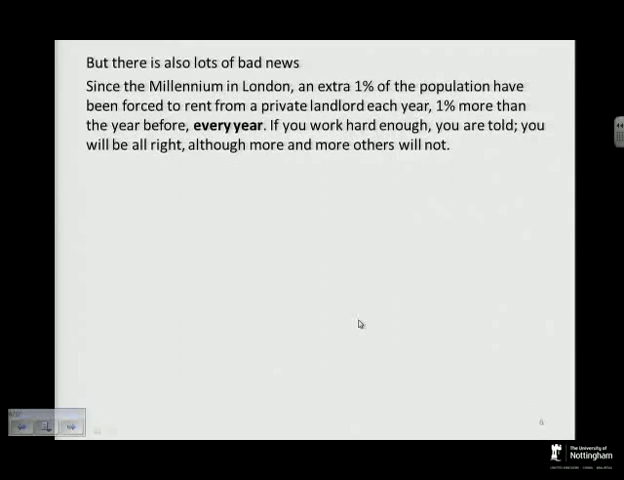 But there is also lots of bad news
Since the Millennium in London, an extra 1% of the population have
been forced to rent from a private landlord each year, 1% more than
the year before, every year. If you work hard enough, you are told; you
will be all right, although more and more others will not.
6
The University of
Nottingham